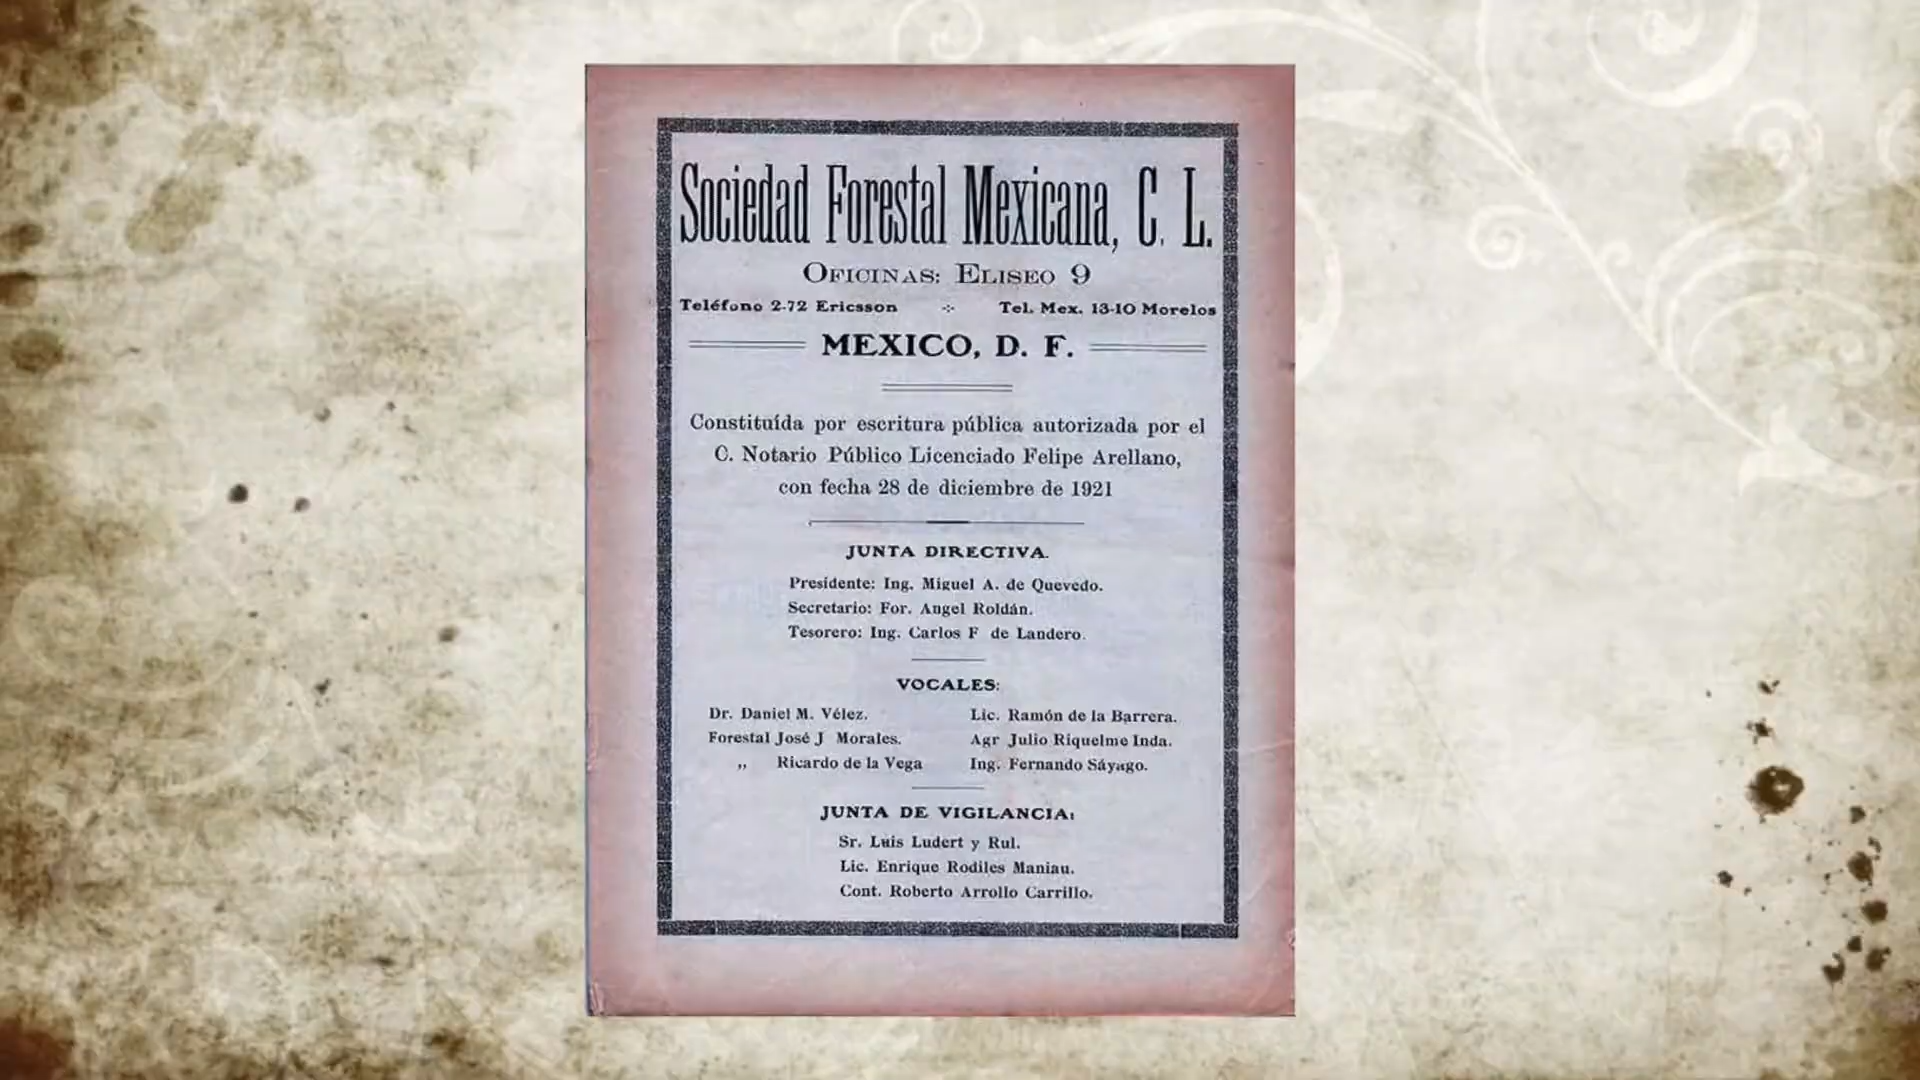 Sociedad Forestal Mexicana, C. L.
OFICINAS: ELISEO 9
Teléfono 2-72 Ericsson Tel. Mex. 13-10 Morelos
MEXICO, D. F.
Constituída por escritura pública autorizada por el
C. Notario Público Licenciado Felipe Arellano,
con fecha 28 de diciembre de 1921
JUNTA DIRECTIVA.
Presidente: Ing. Miguel A. de Quevedo.
Secretario: For. Angel Roldán.
Tesorero: Ing. Carlos F de Landero.
VOCALES:
Dr. Daniel M. Vélez. Lic. Ramón de la Barrera.
Forestal José J Morales. Agr Julio Riquelme Inda.
,, Ricardo de la Vega Ing. Fernando Sáyago.
JUNTA DE VIGILANCIA:
Sr. Luis Ludert y Rul.
Lic. Enrique Rodiles Maniau.
Cont. Roberto Arrollo Carrillo.